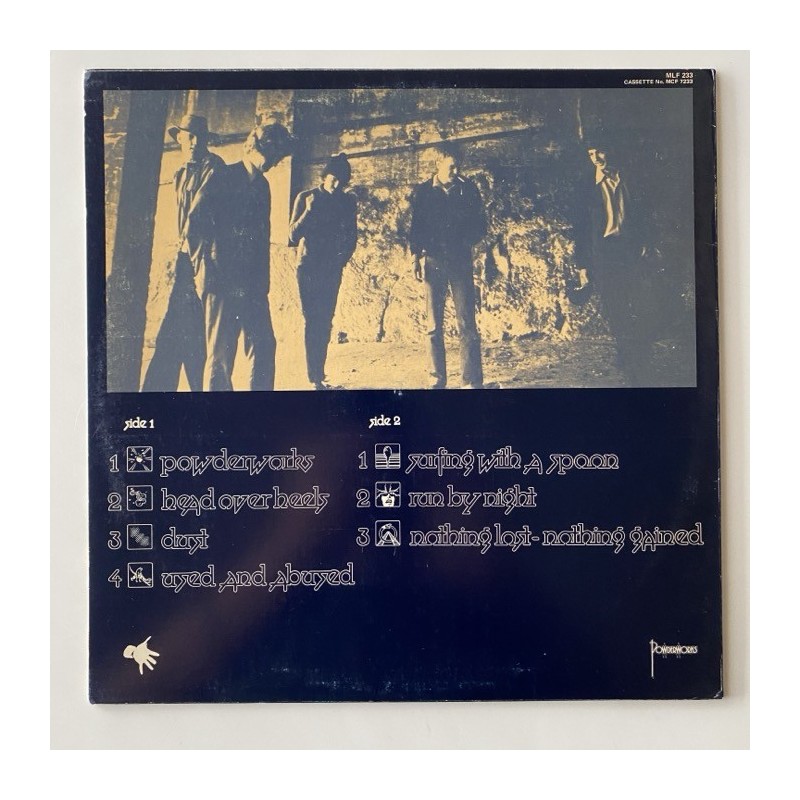 MLF 233
CASSETTE No. MCF 7233
side 1
1 powderworks
2 head over heels
3 dust
4 used and abused
side 2
1 surfing with a spoon
2 run by night
3 nothing lost-nothing gained
POWDERWORKS